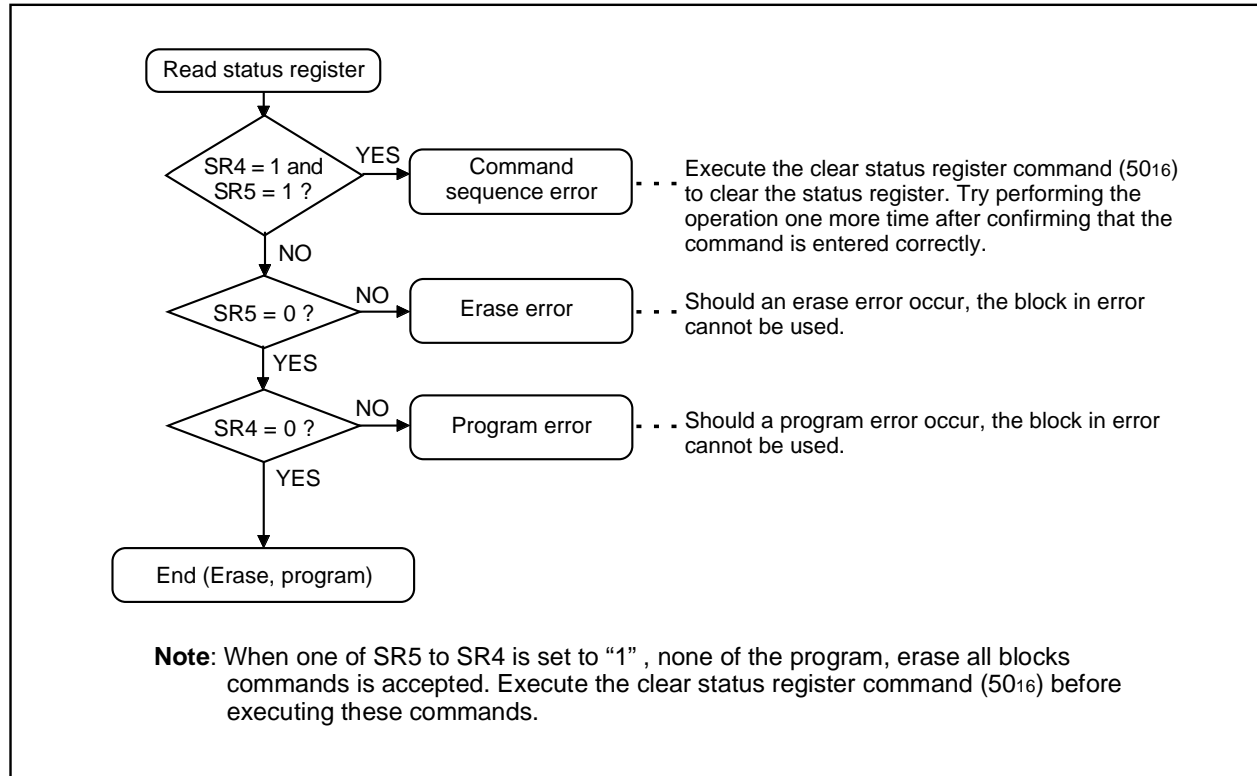 Read status register
SR4 = 1 and
SR5 = 1 ?
YES
Command
sequence error
Execute the clear status register command (5016)
to clear the status register. Try performing the
operation one more time after confirming that the
command is entered correctly.
NO
SR5 = 0 ?
NO
Erase error
Should an erase error occur, the block in error
cannot be used.
YES
SR4 = 0 ?
NO
Program error
Should a program error occur, the block in error
cannot be used.
YES
End (Erase, program)
Note: When one of SR5 to SR4 is set to “1” , none of the program, erase all blocks
commands is accepted. Execute the clear status register command (5016) before
executing these commands.